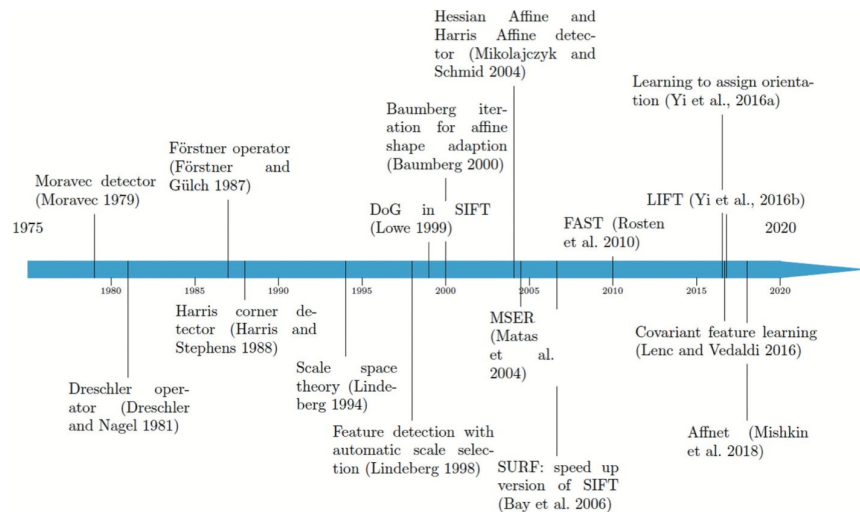 Hessian Affine and
Harris Affine detec-
tor (Mikolajczyk and
Schmid 2004)
Learning to assign orienta-
tion (Yi et al., 2016a)
Baumberg iter-
ation for affine
shape adaption
(Baumberg 2000)
Förstner operator
(Förstner and
Gülch 1987)
Moravec detector
(Moravec 1979)
DoG in SIFT
(Lowe 1999)
LIFT (Yi et al., 2016b)
FAST (Rosten
et al. 2010)
1975
2020
1980 1985 1990 1995 2000 2005 2010 2015 2020
Harris corner de-
tector (Harris and
Stephens 1988)
MSER
(Matas
et al.
2004)
Covariant feature learning
(Lenc and Vedaldi 2016)
Scale space
theory (Linde-
berg 1994)
Dreschler oper-
ator (Dreschler
and Nagel 1981)
Feature detection with
automatic scale selec-
tion (Lindeberg 1998)
Affnet (Mishkin
et al. 2018)
SURF: speed up
version of SIFT
(Bay et al. 2006)